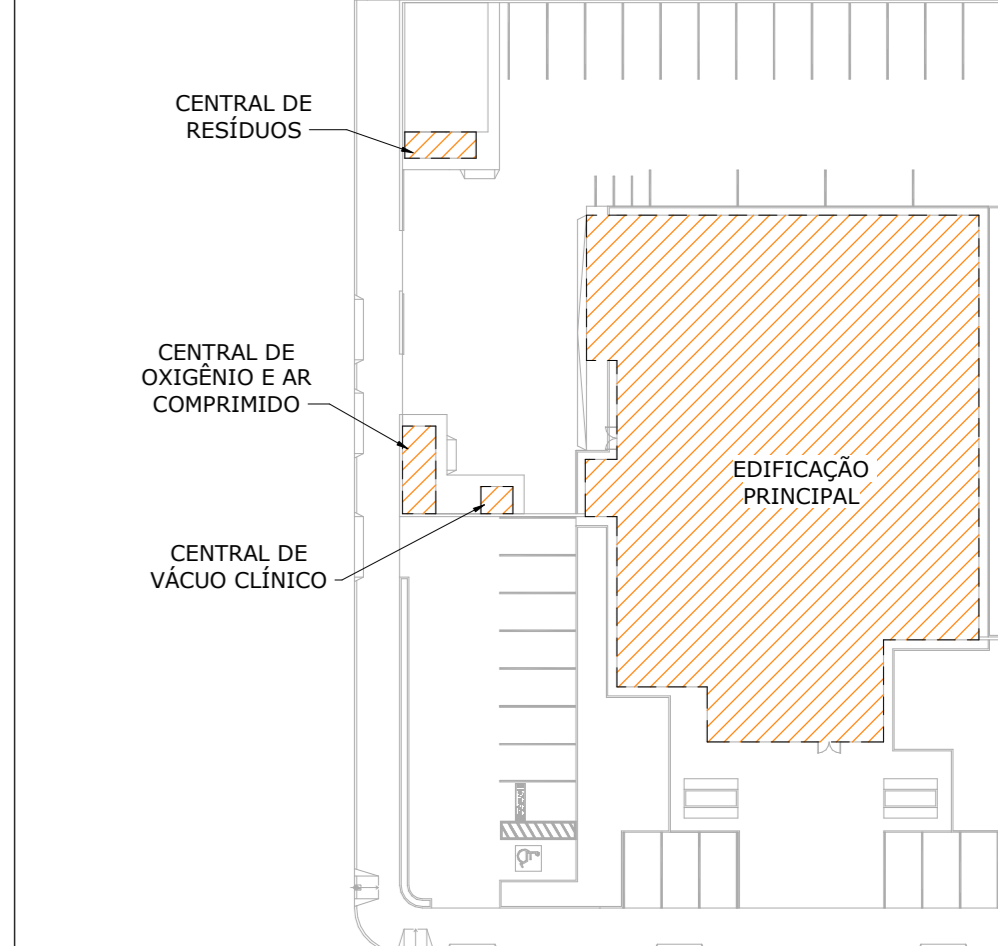 CENTRAL DE
RESÍDUOS
CENTRAL DE
OXIGÊNIO E AR
COMPRIMIDO
EDIFICAÇÃO
PRINCIPAL
CENTRAL DE
VÁCUO CLÍNICO